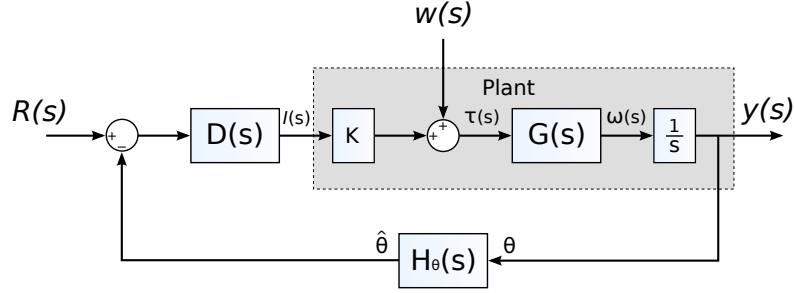 w(s)
Plant
R(s)
+
−
D(s)
I(s)
K
+
+
τ(s)
G(s)
ω(s)
1
s
y(s)
θ̂
Hθ(s)
θ